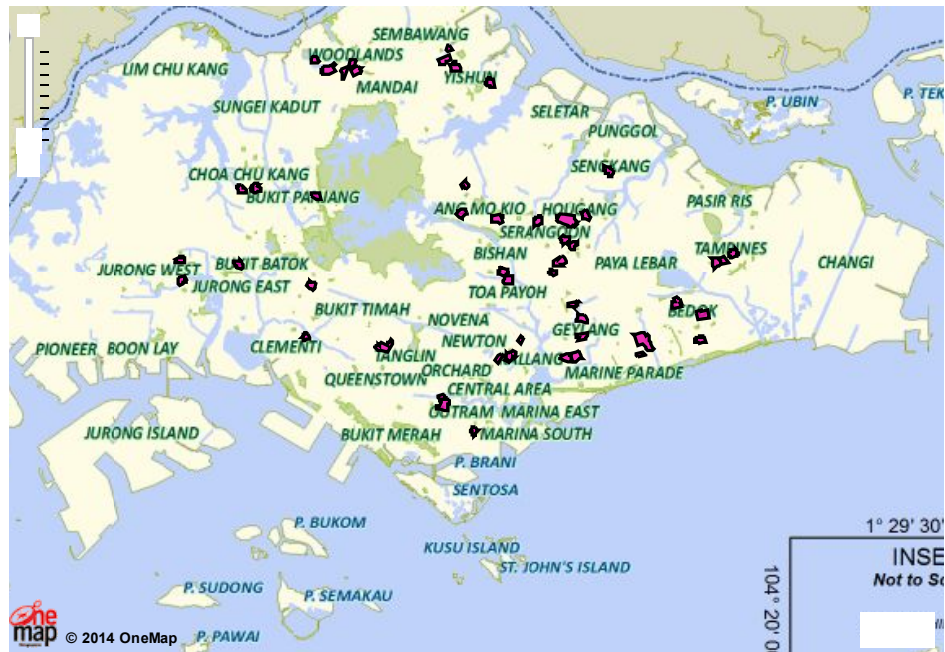 SEMBAWANG
WOODLANDS
LIM CHU KANG
YISHUN
MANDAI
P. UBIN
P. TEK
SUNGEI KADUT
SELETAR
PUNGGOL
SENGKANG
CHOA CHU KANG
BUKIT PANJANG
PASIR RIS
ANG MO KIO
HOUGANG
SERANGOON
TAMPINES
BISHAN
PAYA LEBAR
CHANGI
JURONG WEST
BUKIT BATOK
JURONG EAST
TOA PAYOH
BUKIT TIMAH
BEDOK
NOVENA
GEYLANG
PIONEER
BOON LAY
CLEMENTI
NEWTON
TANGLIN
KALLANG
ORCHARD
MARINE PARADE
QUEENSTOWN
CENTRAL AREA
OUTRAM
MARINA EAST
JURONG ISLAND
BUKIT MERAH
MARINA SOUTH
P. BRANI
SENTOSA
P. BUKOM
1° 29' 30'
KUSU ISLAND
INSE
ST. JOHN'S ISLAND
Not to Sc
104° 20' 0
P. SUDONG
P. SEMAKAU
One
map
© 2014 OneMap
P. PAWAI